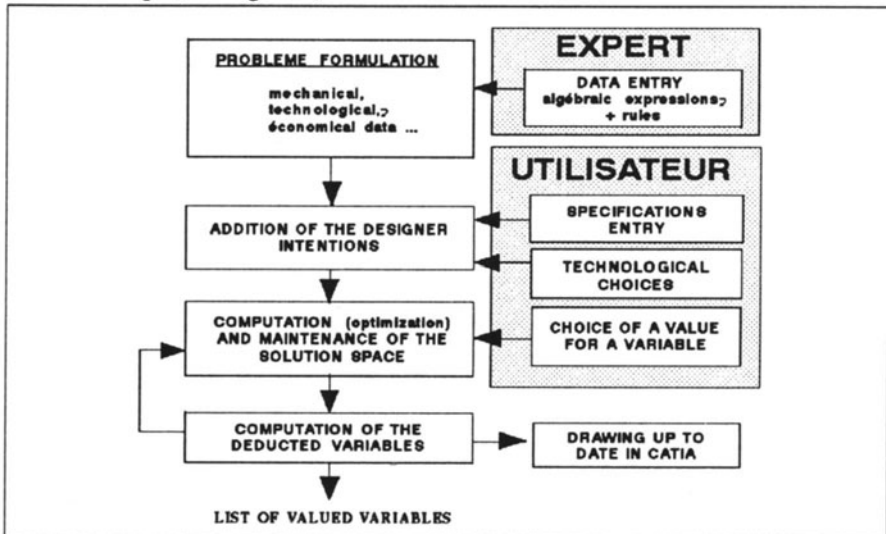 PROBLEME FORMULATION
mechanical,
technological,?
économical data ...
EXPERT
DATA ENTRY
algébraic expressions?
+ rules
UTILISATEUR
ADDITION OF THE DESIGNER
INTENTIONS
SPECIFICATIONS
ENTRY
TECHNOLOGICAL
CHOICES
COMPUTATION (optimization)
AND MAINTENANCE OF THE
SOLUTION SPACE
CHOICE OF A VALUE
FOR A VARIABLE
COMPUTATION OF THE
DEDUCTED VARIABLES
DRAWING UP TO
DATE IN CATIA
LIST OF VALUED VARIABLES